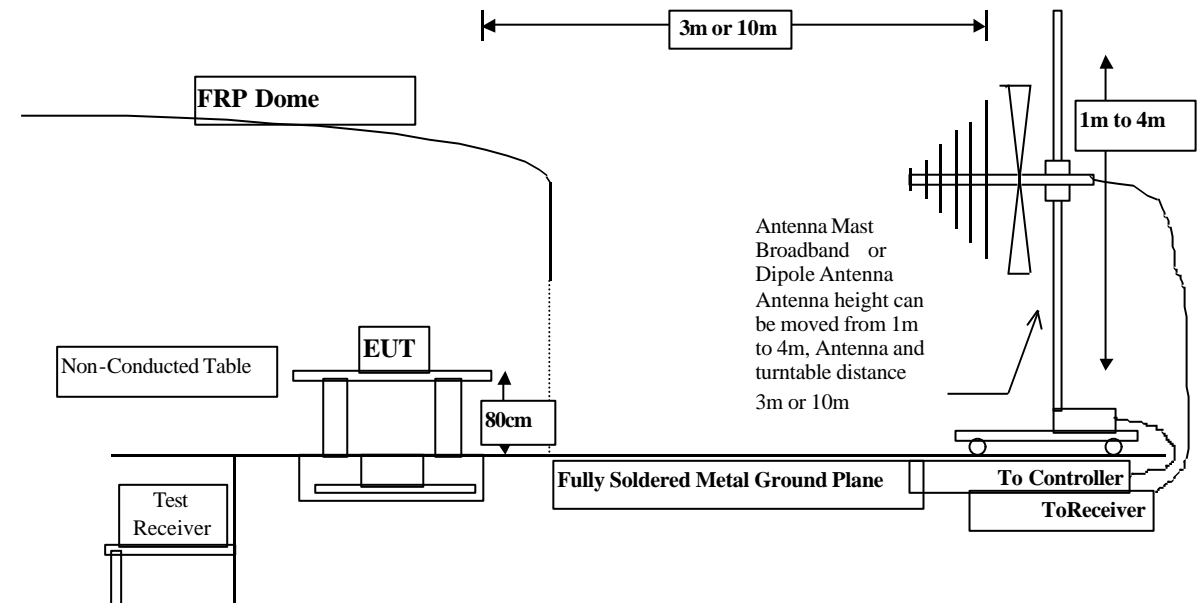 3m or 10m
FRP Dome
1m to 4m
Antenna Mast
Broadband or
Dipole Antenna
Antenna height can
be moved from 1m
to 4m, Antenna and
turntable distance
3m or 10m
EUT
Non-Conducted Table
80cm
Fully Soldered Metal Ground Plane
To Controller
ToReceiver
Test
Receiver